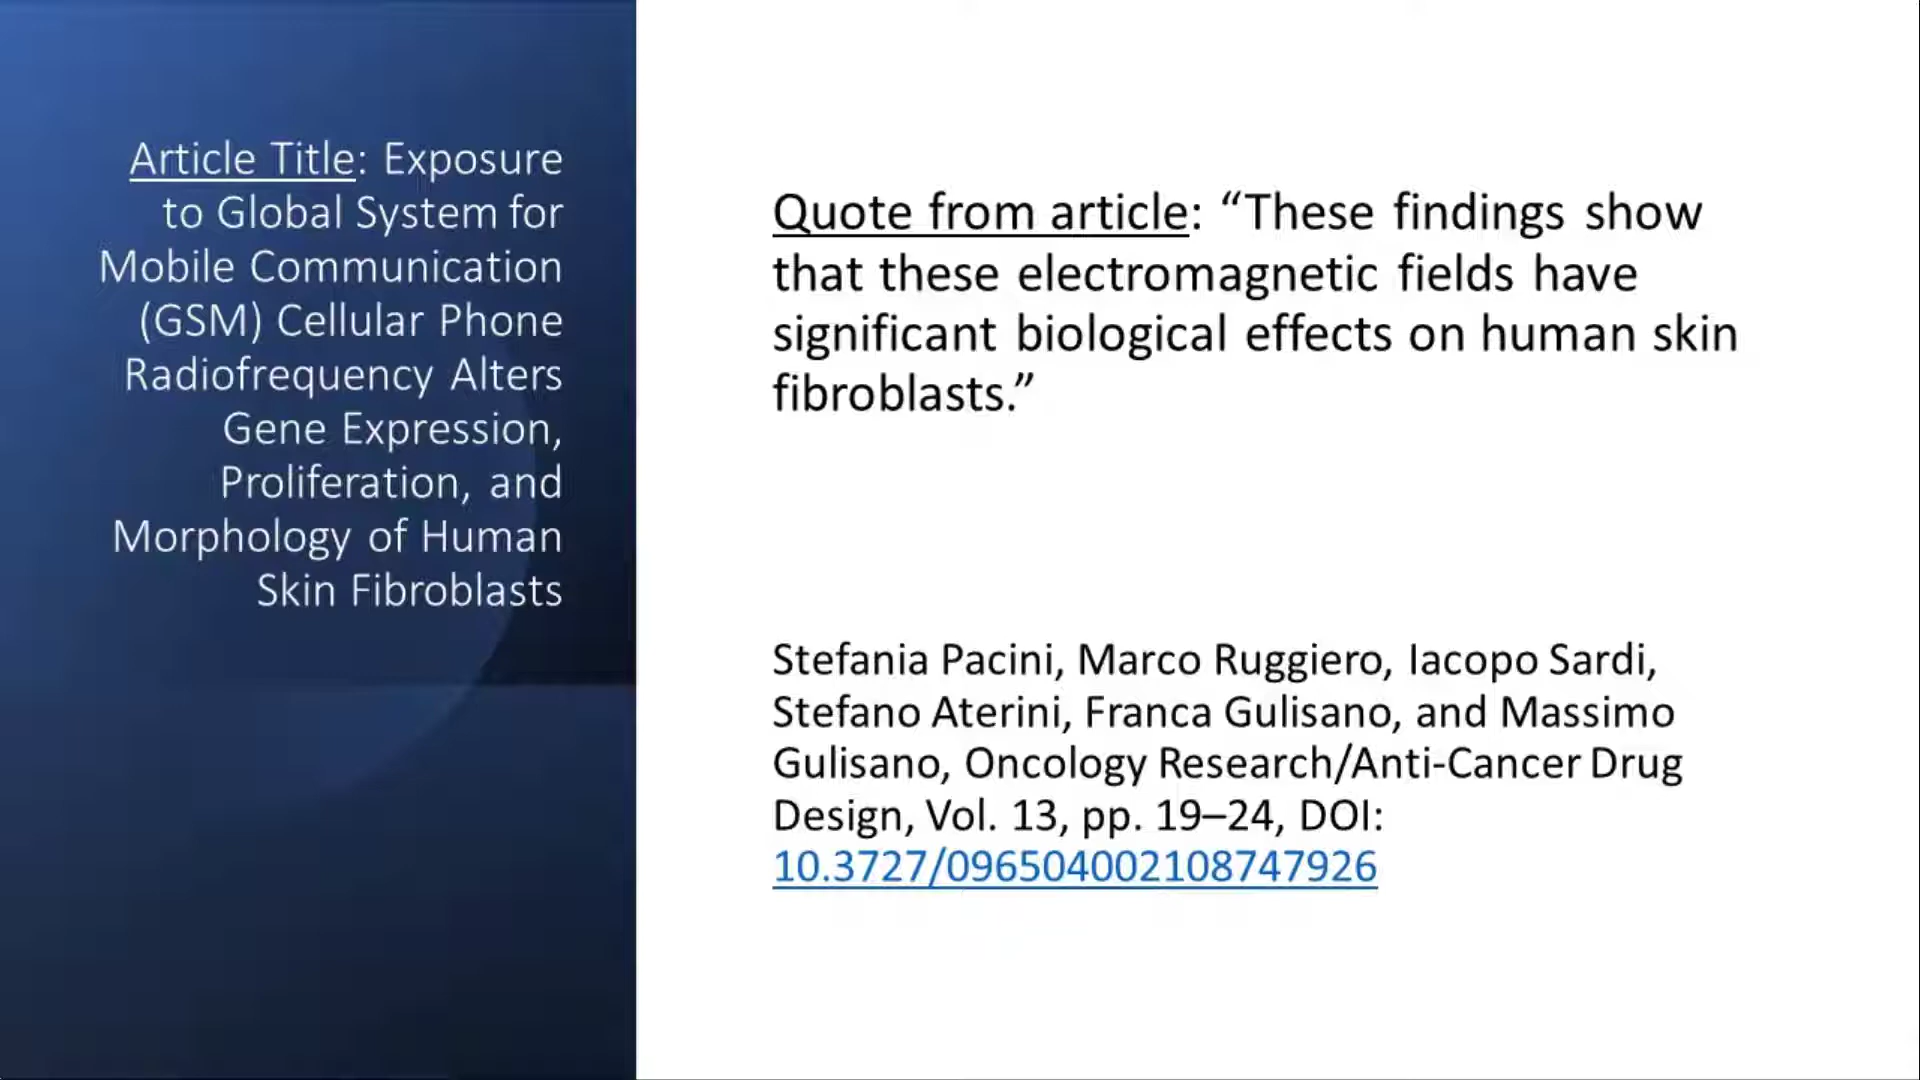 Article Title: Exposure
to Global System for
Mobile Communication
(GSM) Cellular Phone
Radiofrequency Alters
Gene Expression,
Proliferation, and
Morphology of Human
Skin Fibroblasts
Quote from article: “These findings show
that these electromagnetic fields have
significant biological effects on human skin
fibroblasts.”
Stefania Pacini, Marco Ruggiero, Iacopo Sardi,
Stefano Aterini, Franca Gulisano, and Massimo
Gulisano, Oncology Research/Anti-Cancer Drug
Design, Vol. 13, pp. 19–24, DOI:
10.3727/096504002108747926